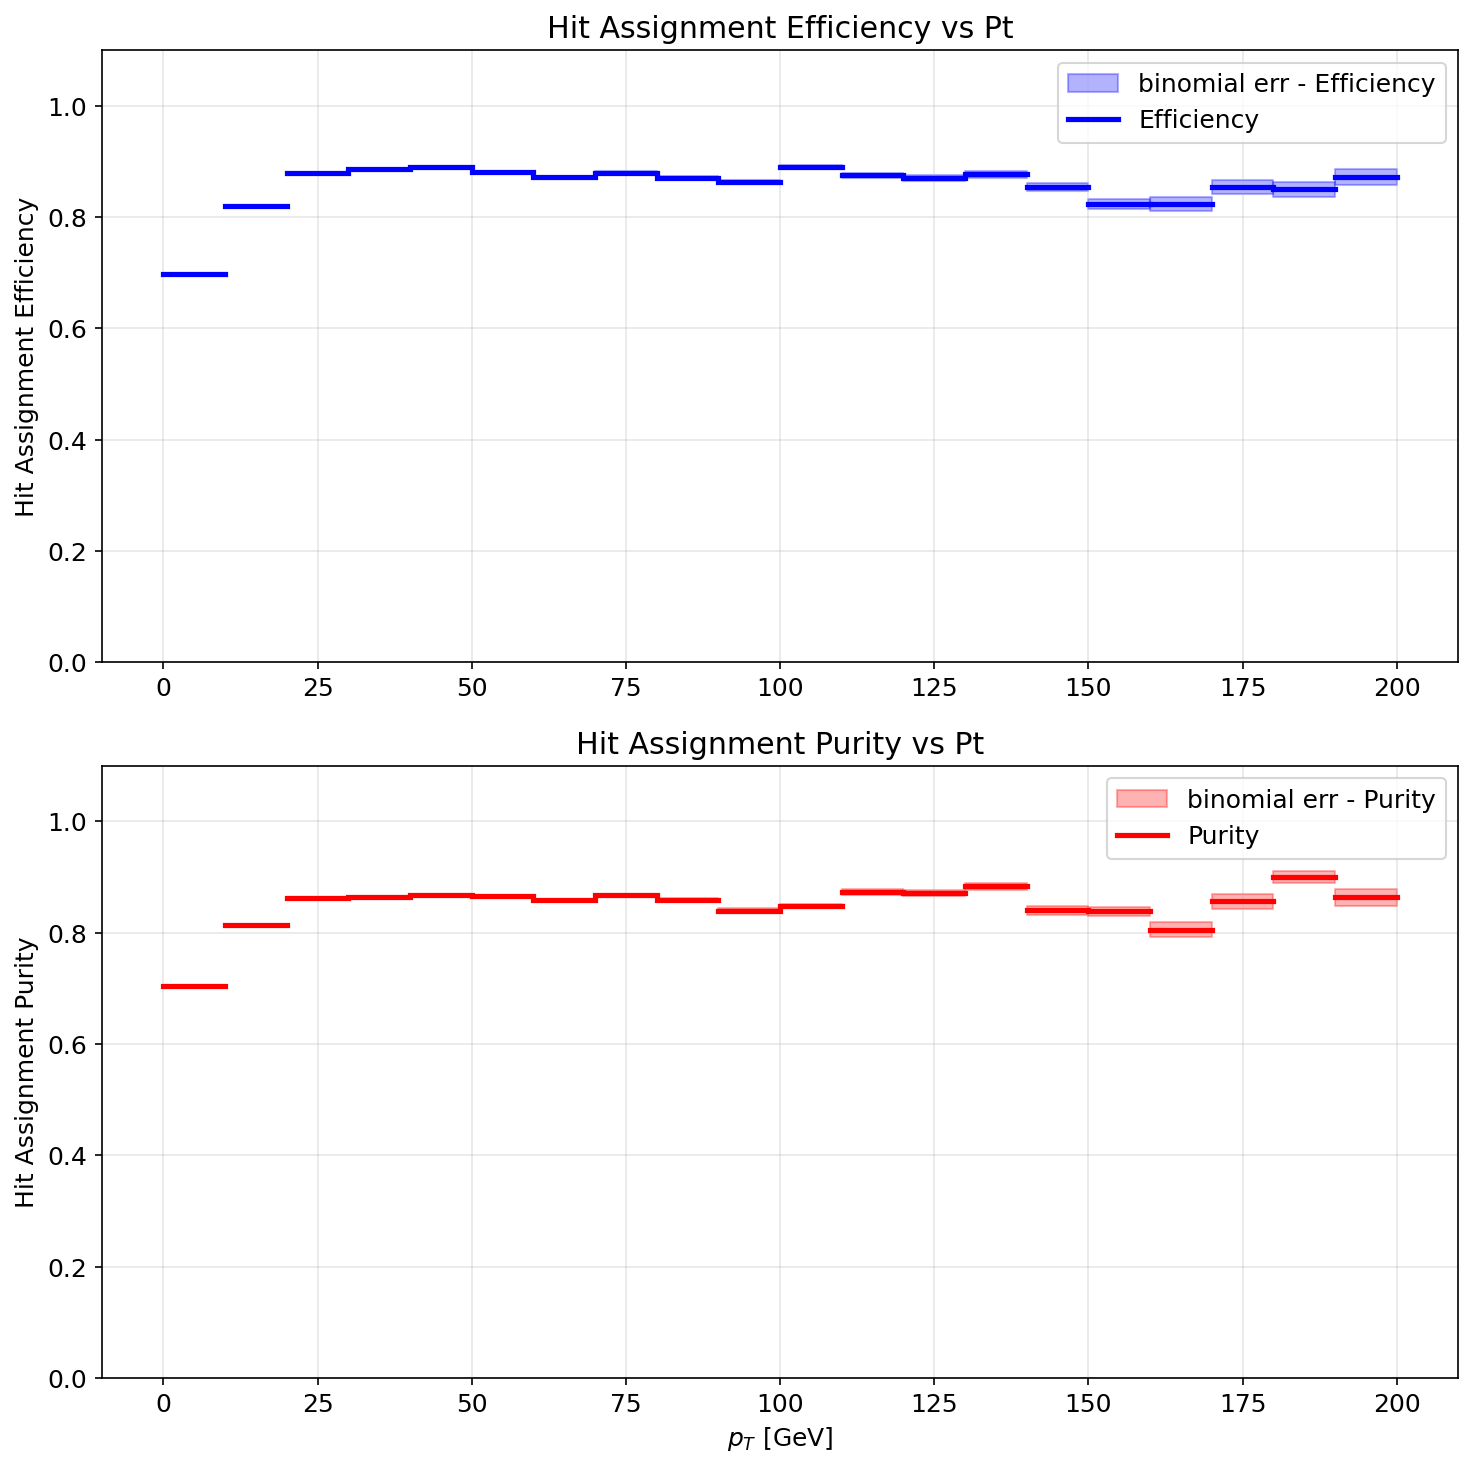 Hit Assignment Efficiency vs Pt
binomial err - Efficiency
Efficiency
Hit Assignment Efficiency
1.0
0.8
0.6
0.4
0.2
0.0
0 25 50 75 100 125 150 175 200
Hit Assignment Purity vs Pt
binomial err - Purity
Purity
Hit Assignment Purity
1.0
0.8
0.6
0.4
0.2
0.0
0 25 50 75 100 125 150 175 200
p_T [GeV]